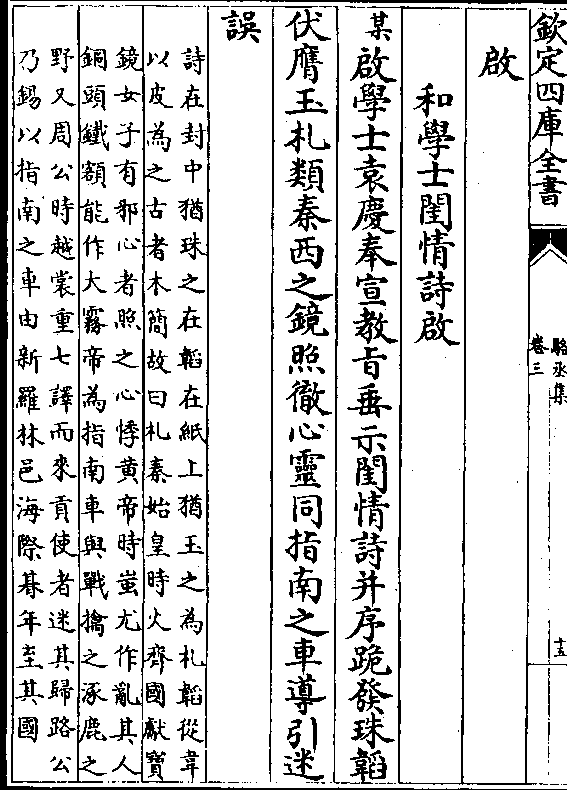 欽定四庫全書
駱丞集
卷三
十五
啟
和學士閨情詩啟
某啟學士袁慶奉宣教旨垂示閨情詩并序跪發珠韜
伏膺玉札類秦西之鏡照徹心靈同指南之車導引迷
誤
詩在封中猶珠之在韜在紙上猶玉之為札韜從韋
以皮為之古者木簡故曰札秦始皇時火齊國獻寶
鏡女子有邪心者照之心悸黄帝時蚩尤作亂其人
銅頭鐵額能作大霧帝為指南車與戰擒之涿鹿之
野又周公時越裳重七譯而來貢使者迷其歸路公
乃錫以指南之車由新羅林邑海際朞年至其國